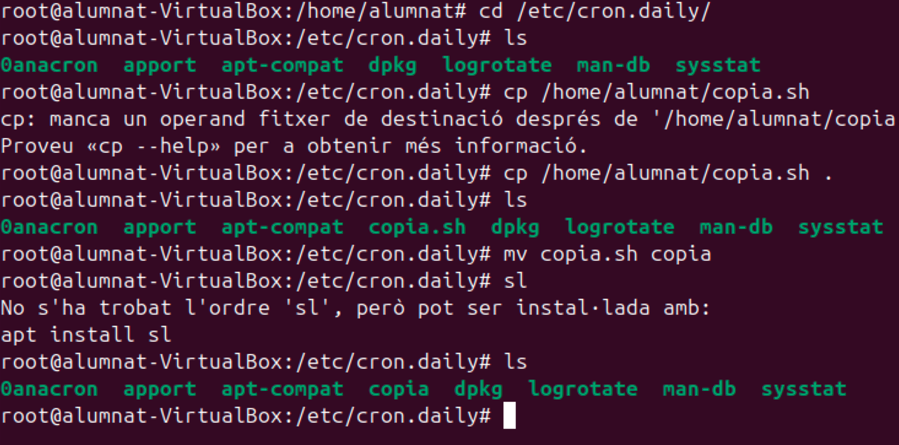 root@alumnat-VirtualBox:/home/alumnat# cd /etc/cron.daily/
root@alumnat-VirtualBox:/etc/cron.daily# ls
0anacron  apport  apt-compat  dpkg  logrotate  man-db  sysstat
root@alumnat-VirtualBox:/etc/cron.daily# cp /home/alumnat/copia.sh
cp: manca un operand fitxer de destinació després de '/home/alumnat/copia
Proveu «cp --help» per a obtenir més informació.
root@alumnat-VirtualBox:/etc/cron.daily# cp /home/alumnat/copia.sh .
root@alumnat-VirtualBox:/etc/cron.daily# ls
0anacron  apport  apt-compat  copia.sh  dpkg  logrotate  man-db  sysstat
root@alumnat-VirtualBox:/etc/cron.daily# mv copia.sh copia
root@alumnat-VirtualBox:/etc/cron.daily# sl
No s'ha trobat l'ordre 'sl', però pot ser instal·lada amb:
apt install sl
root@alumnat-VirtualBox:/etc/cron.daily# ls
0anacron  apport  apt-compat  copia  dpkg  logrotate  man-db  sysstat
root@alumnat-VirtualBox:/etc/cron.daily#